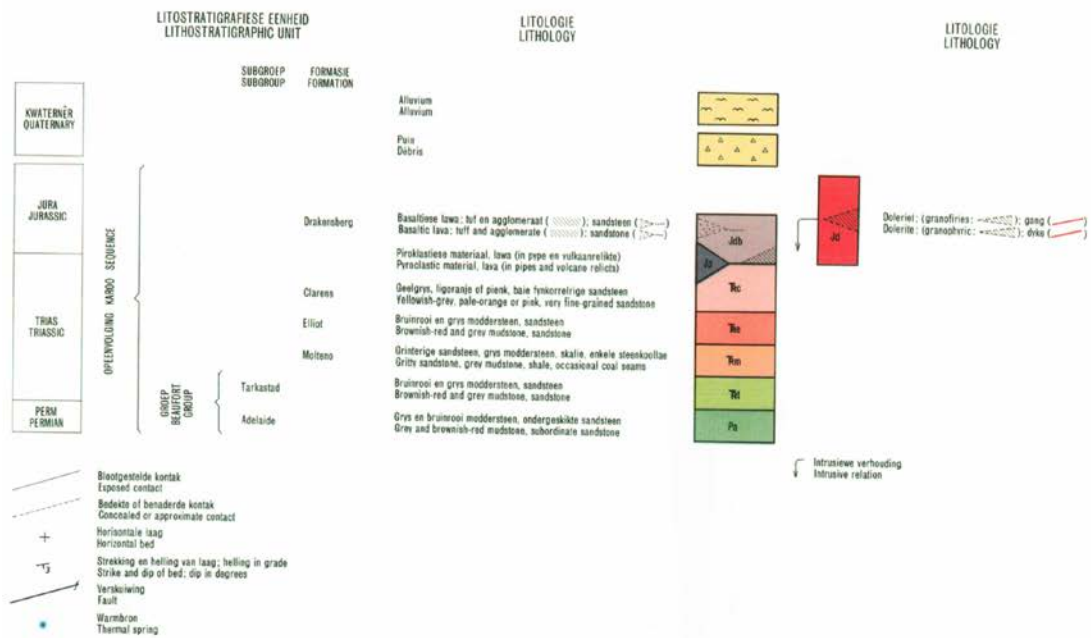 LITOSTRATIGRAFIESE EENHEID
LITHOSTRATIGRAPHIC UNIT
LITOLOGIE
LITHOLOGY
LITOLOGIE
LITHOLOGY
SUBGROEP
SUBGROUP
FORMASIE
FORMATION
KWATERNÊR
QUATERNARY
Alluvium
Alluvium
Puin
Débris
JURA
JURASSIC
TRIAS
TRIASSIC
PERM
PERMIAN
OPEENVOLGING KAROO SEQUENCE
GROEP
BEAUFORT
GROUP
Drakensberg
Basaltiese lawa; tuf en agglomeraat ( ); sandsteen ( )
Basaltic lava; tuff and agglomerate ( ); sandstone ( )
Jdb
Jd
Doleriet; (granofiries: ); gang ( )
Dolerite; (granophyric: ); dyke ( )
Piroklastiese materiaal, lawa (in pype en vulkaanrelikte)
Pyroclastic material, lava (in pipes and volcano relicts)
Clarens
Geelgrys, ligoranje of pienk, baie fynkorrelrige sandsteen
Yellowish-grey, pale-orange or pink, very fine-grained sandstone
Elliot
Bruinrooi en grys moddersteen, sandsteen
Brownish-red and grey mudstone, sandstone
Molteno
Grinterige sandsteen, grys moddersteen, skalie, enkele steenkoollae
Gritty sandstone, grey mudstone, shale, occasional coal seams
Tarkastad
Bruinrooi en grys moddersteen, sandsteen
Brownish-red and grey mudstone, sandstone
Adelaide
Grys en bruinrooi moddersteen, ondergeskikte sandsteen
Grey and brownish-red mudstone, subordinate sandstone
Pa
Intrusiewe verhouding
Intrusive relation
Blootgestelde kontak
Exposed contact
Bedekte of benaderde kontak
Concealed or approximate contact
Horisontale laag
Horizontal bed
Strekking en helling van laag; helling in grade
Strike and dip of bed; dip in degrees
Verskuiwing
Fault
Warmbron
Thermal spring